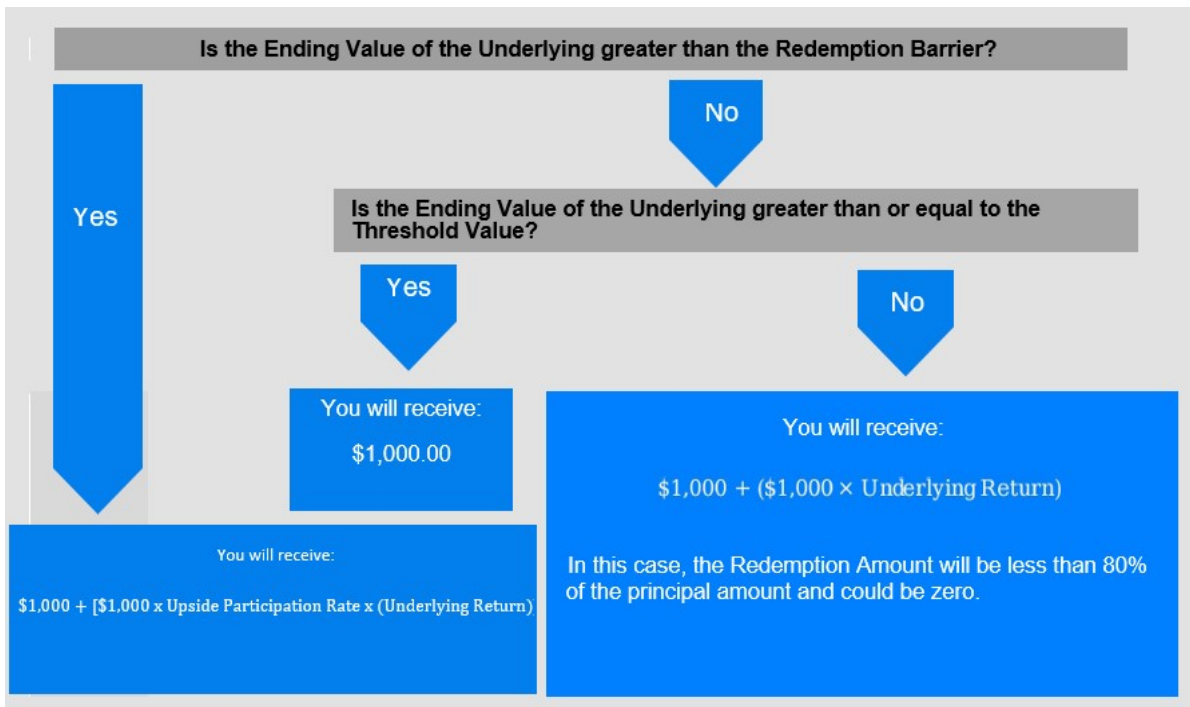 Is the Ending Value of the Underlying greater than the Redemption Barrier?
No
Yes
Is the Ending Value of the Underlying greater than or equal to the
Threshold Value?
Yes
No
You will receive:
$1,000.00
You will receive:
$1,000 + ($1,000 × Underlying Return)
In this case, the Redemption Amount will be less than 80%
of the principal amount and could be zero.
You will receive:
$1,000 + [$1,000 x Upside Participation Rate x (Underlying Return)